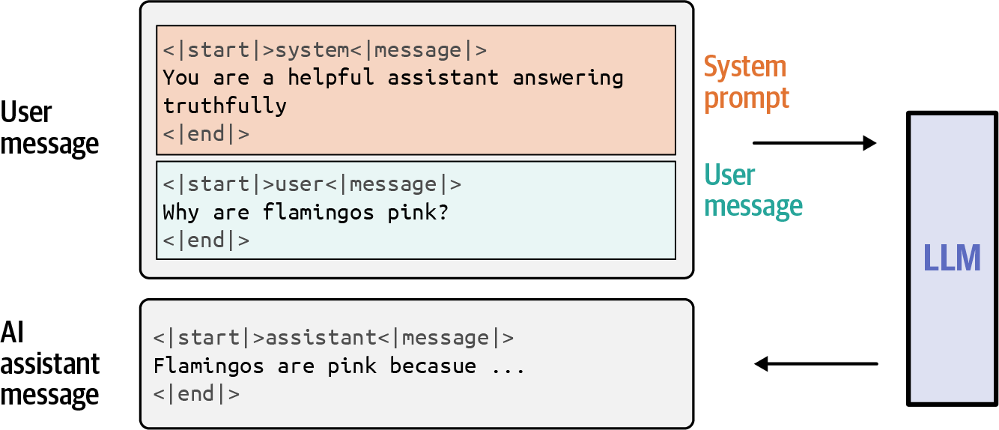 User
message
<|start|>system<|message|>
You are a helpful assistant answering
truthfully
<|end|>
System
prompt
<|start|>user<|message|>
Why are flamingos pink?
<|end|>
User
message
LLM
AI
assistant
message
<|start|>assistant<|message|>
Flamingos are pink becasue ...
<|end|>